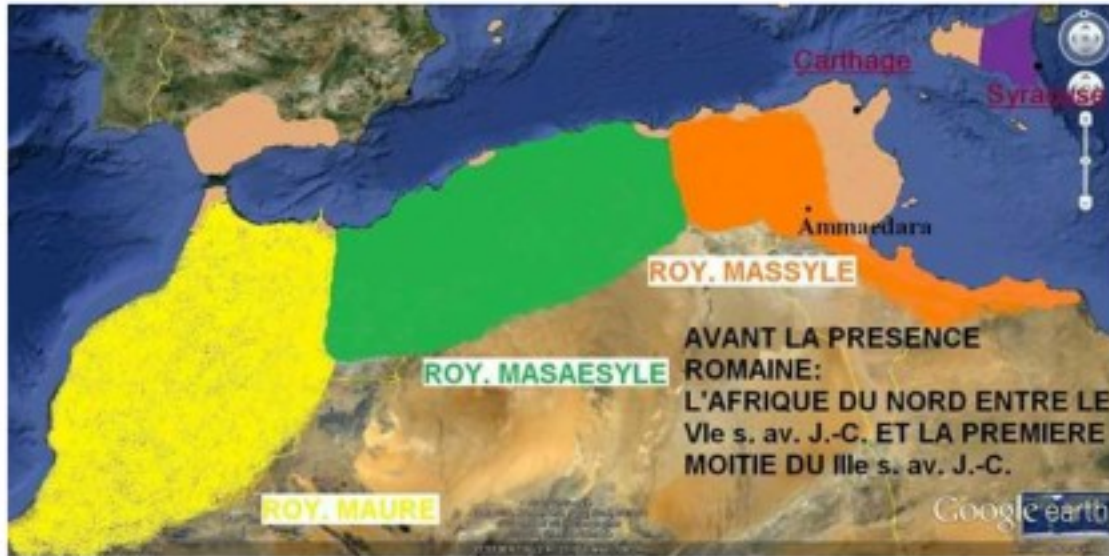 Carthage
Syracuse
Ammaedara
ROY. MASSYLE
ROY. MASAESYLE
ROY. MAURE
AVANT LA PRESENCE
ROMAINE:
L'AFRIQUE DU NORD ENTRE LE
VIe s. av. J.-C. ET LA PREMIERE
MOITIE DU IIIe s. av. J.-C.
Google earth